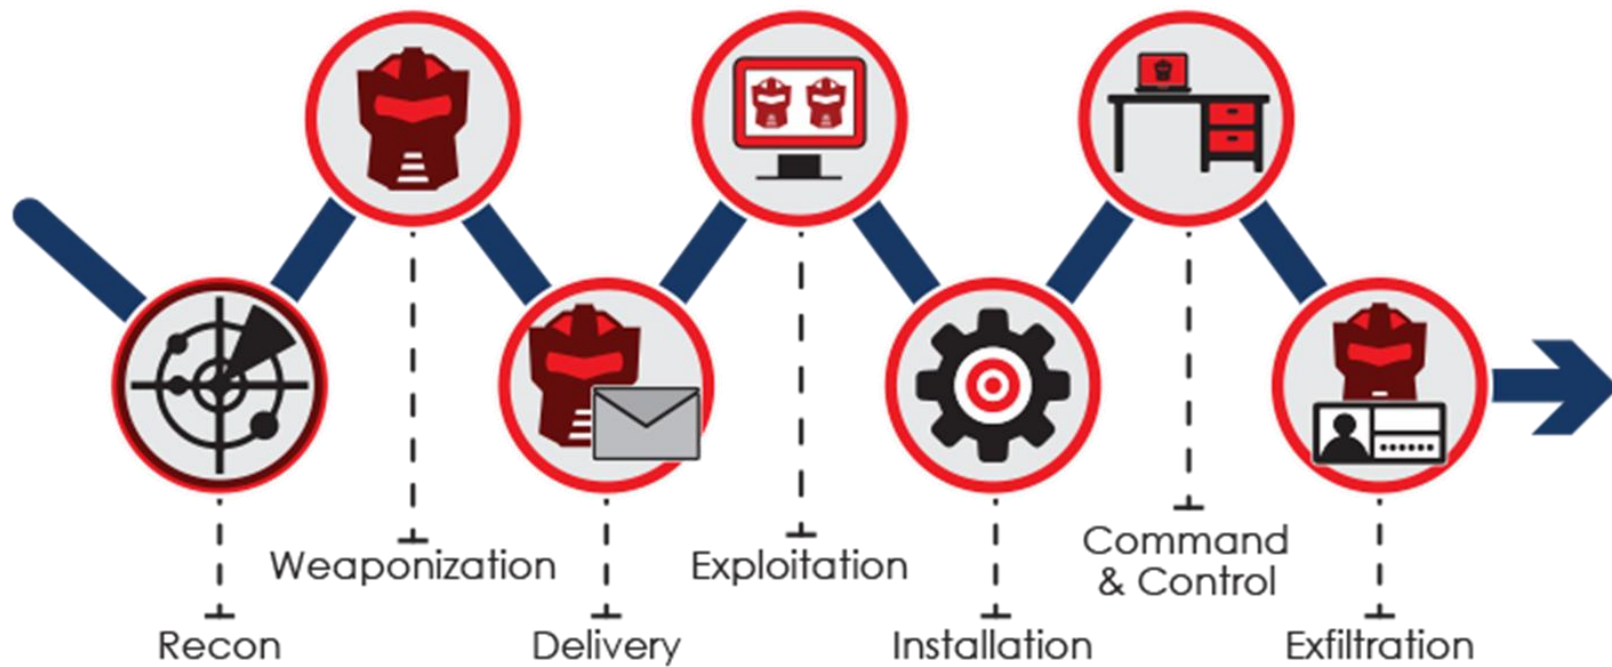 Recon
Weaponization
Delivery
Exploitation
Installation
Command
& Control
Exfiltration